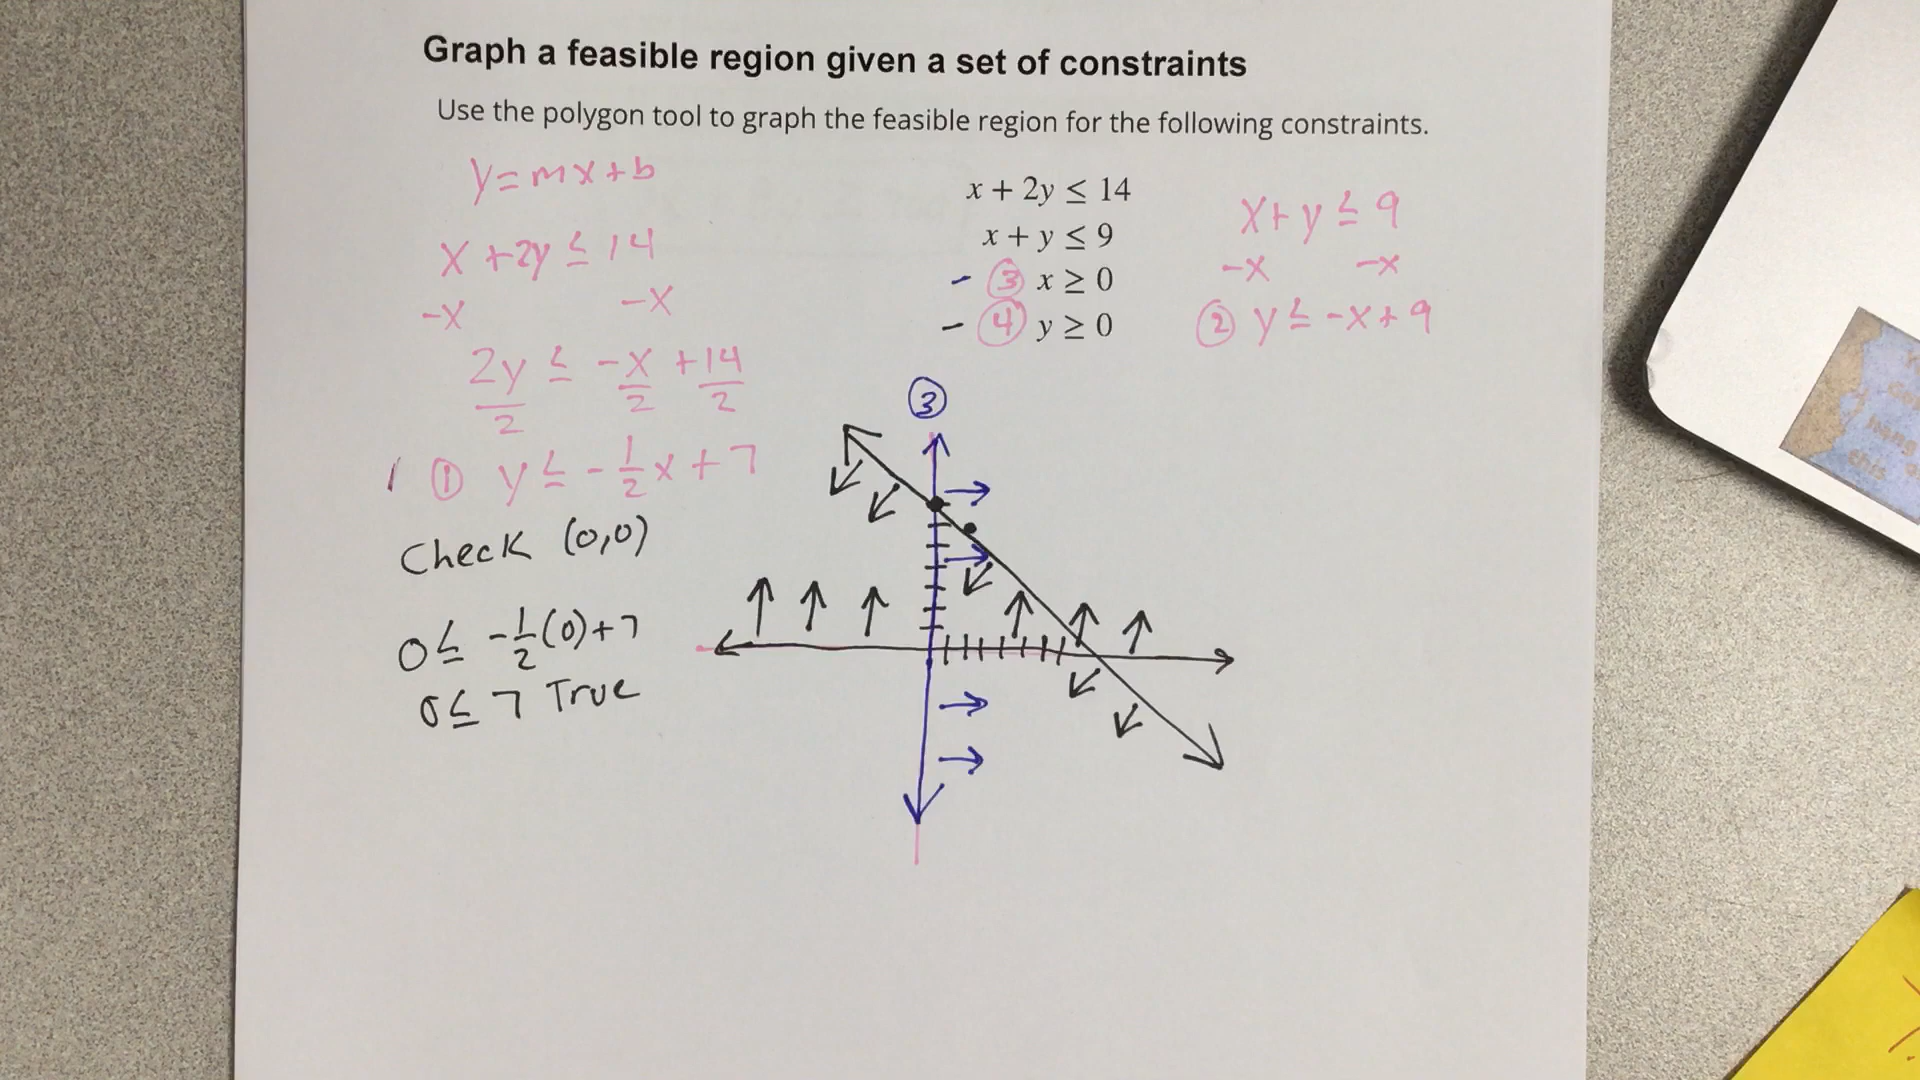 Graph a feasible region given a set of constraints
Use the polygon tool to graph the feasible region for the following constraints.
y=mx+b
x+2y ≤ 14
-x -x
2y ≤ -x +14
2 2 2
① y ≤ -1/2x+7
Check (0,0)
0 ≤ -1/2(0)+7
0 ≤ 7 True
x + 2y ≤ 14
x + y ≤ 9
- ③ x ≥ 0
- ④ y ≥ 0
x+y ≤ 9
-x -x
② y ≤ -x+9
③
this